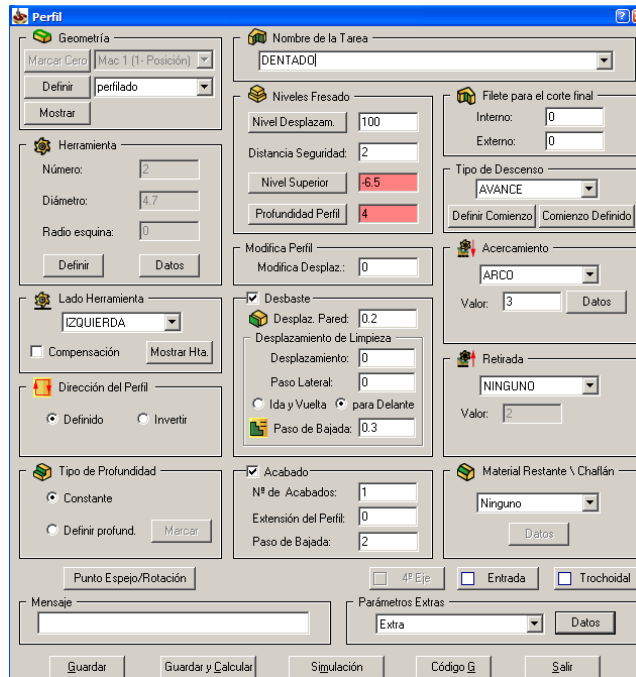 Perfil
Geometría
Marcar Cero Mac 1 (1- Posición)
Definir perfilado
Mostrar
Herramienta
Número: 2
Diámetro: 4.7
Radio esquina: 0
Definir Datos
Lado Herramienta
IZQUIERDA
Compensación Mostrar Hta.
Dirección del Perfil
Definido Invertir
Tipo de Profundidad
Constante
Definir profund. Marcar
Punto Espejo/Rotación
Nombre de la Tarea
DENTADO
Niveles Fresado
Nivel Desplazam. 100
Distancia Seguridad: 2
Nivel Superior -6.5
Profundidad Perfil 4
Modifica Perfil
Modifica Desplaz.: 0
Desbaste
Desplaz. Pared: 0.2
Desplazamiento de Limpieza
Desplazamiento: 0
Paso Lateral: 0
Ida y Vuelta para Delante
Paso de Bajada: 0.3
Acabado
Nª de Acabados: 1
Extensión del Perfil: 0
Paso de Bajada: 2
Filete para el corte final
Interno: 0
Externo: 0
Tipo de Descenso
AVANCE
Definir Comienzo Comienzo Definido
Acercamiento
ARCO
Valor: 3 Datos
Retirada
NINGUNO
Valor: 2
Material Restante \ Chaflán
Ninguno
Datos
4º Eje Entrada Trochoidal
Mensaje
Parámetros Extras
Extra Datos
Guardar Guardar y Calcular Simulación Código G Salir